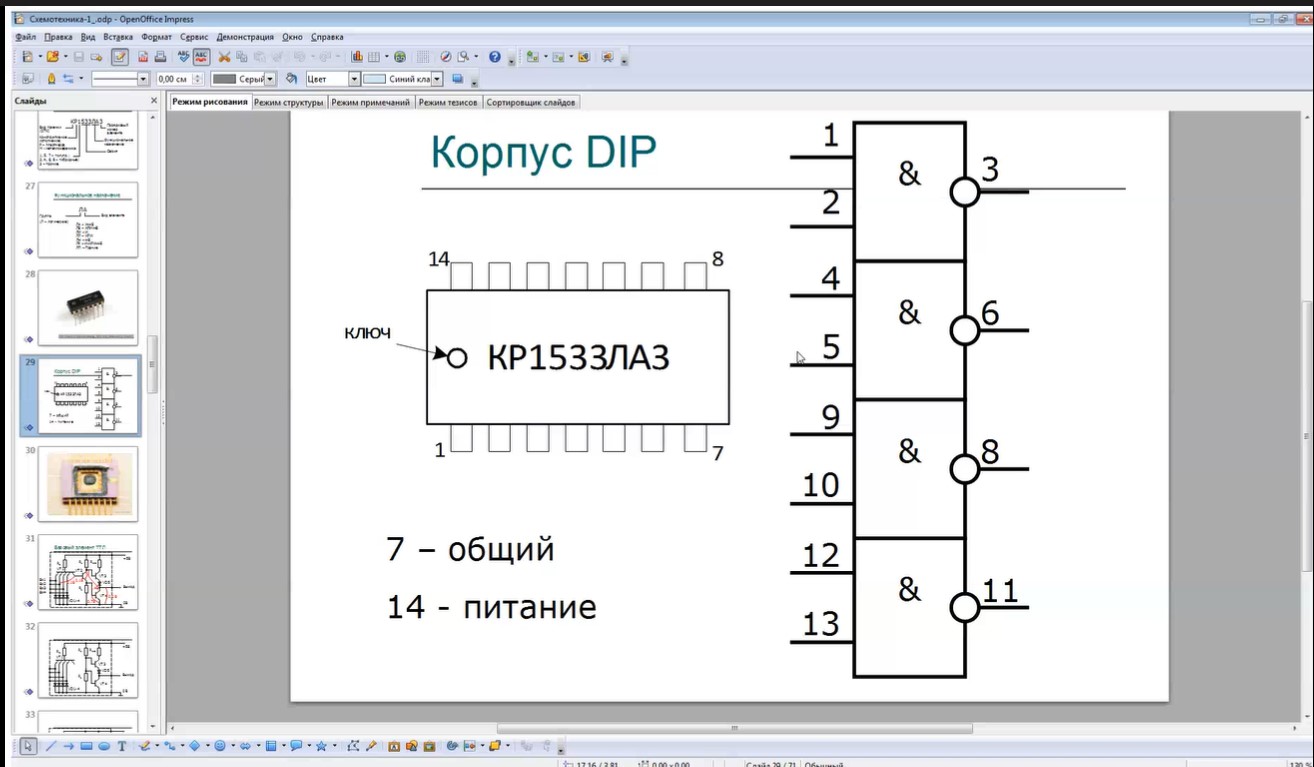 Схемотехника-1_.odp - OpenOffice Impress
Файл Правка Вид Вставка Формат Сервис Демонстрация Окно Справка
0,00 см Серый Цвет Синий кла
Слайды
Режим рисования Режим структуры Режим примечаний Режим тезисов Сортировщик слайдов
КР1533ЛА3
27
28
29
30
31
32
33
Корпус DIP
14 8
ключ
КР1533ЛА3
1 7
7 – общий
14 - питание
1
& 3
2
4
& 6
5
9
& 8
10
12
& 11
13
17,16 / 3,81 0,00 x 0,00 Слайд 29 / 71 Обычный 130 %